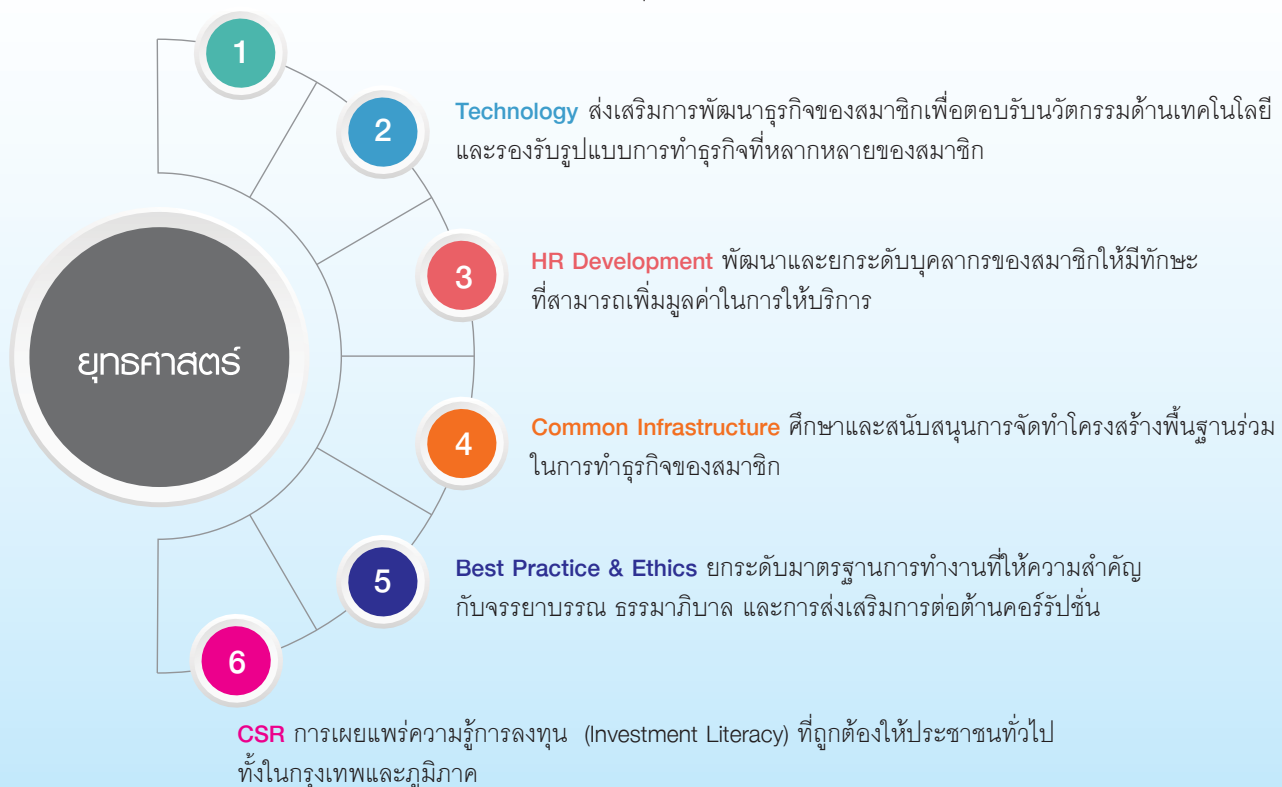 1
2
Technology ส่งเสริมการพัฒนาธุรกิจของสมาชิกเพื่อตอบรับนวัตกรรมด้านเทคโนโลยี
และรองรับรูปแบบการทำธุรกิจที่หลากหลายของสมาชิก
3
HR Development พัฒนาและยกระดับบุคลากรของสมาชิกให้มีทักษะ
ที่สามารถเพิ่มมูลค่าในการให้บริการ
ยุทธศาสตร์
4
Common Infrastructure ศึกษาและสนับสนุนการจัดทำโครงสร้างพื้นฐานร่วม
ในการทำธุรกิจของสมาชิก
5
Best Practice & Ethics ยกระดับมาตรฐานการทำงานที่ให้ความสำคัญ
กับจรรยาบรรณ ธรรมาภิบาล และการส่งเสริมการต่อต้านคอร์รัปชั่น
6
CSR การเผยแพร่ความรู้การลงทุน (Investment Literacy) ที่ถูกต้องให้ประชาชนทั่วไป
ทั้งในกรุงเทพและภูมิภาค